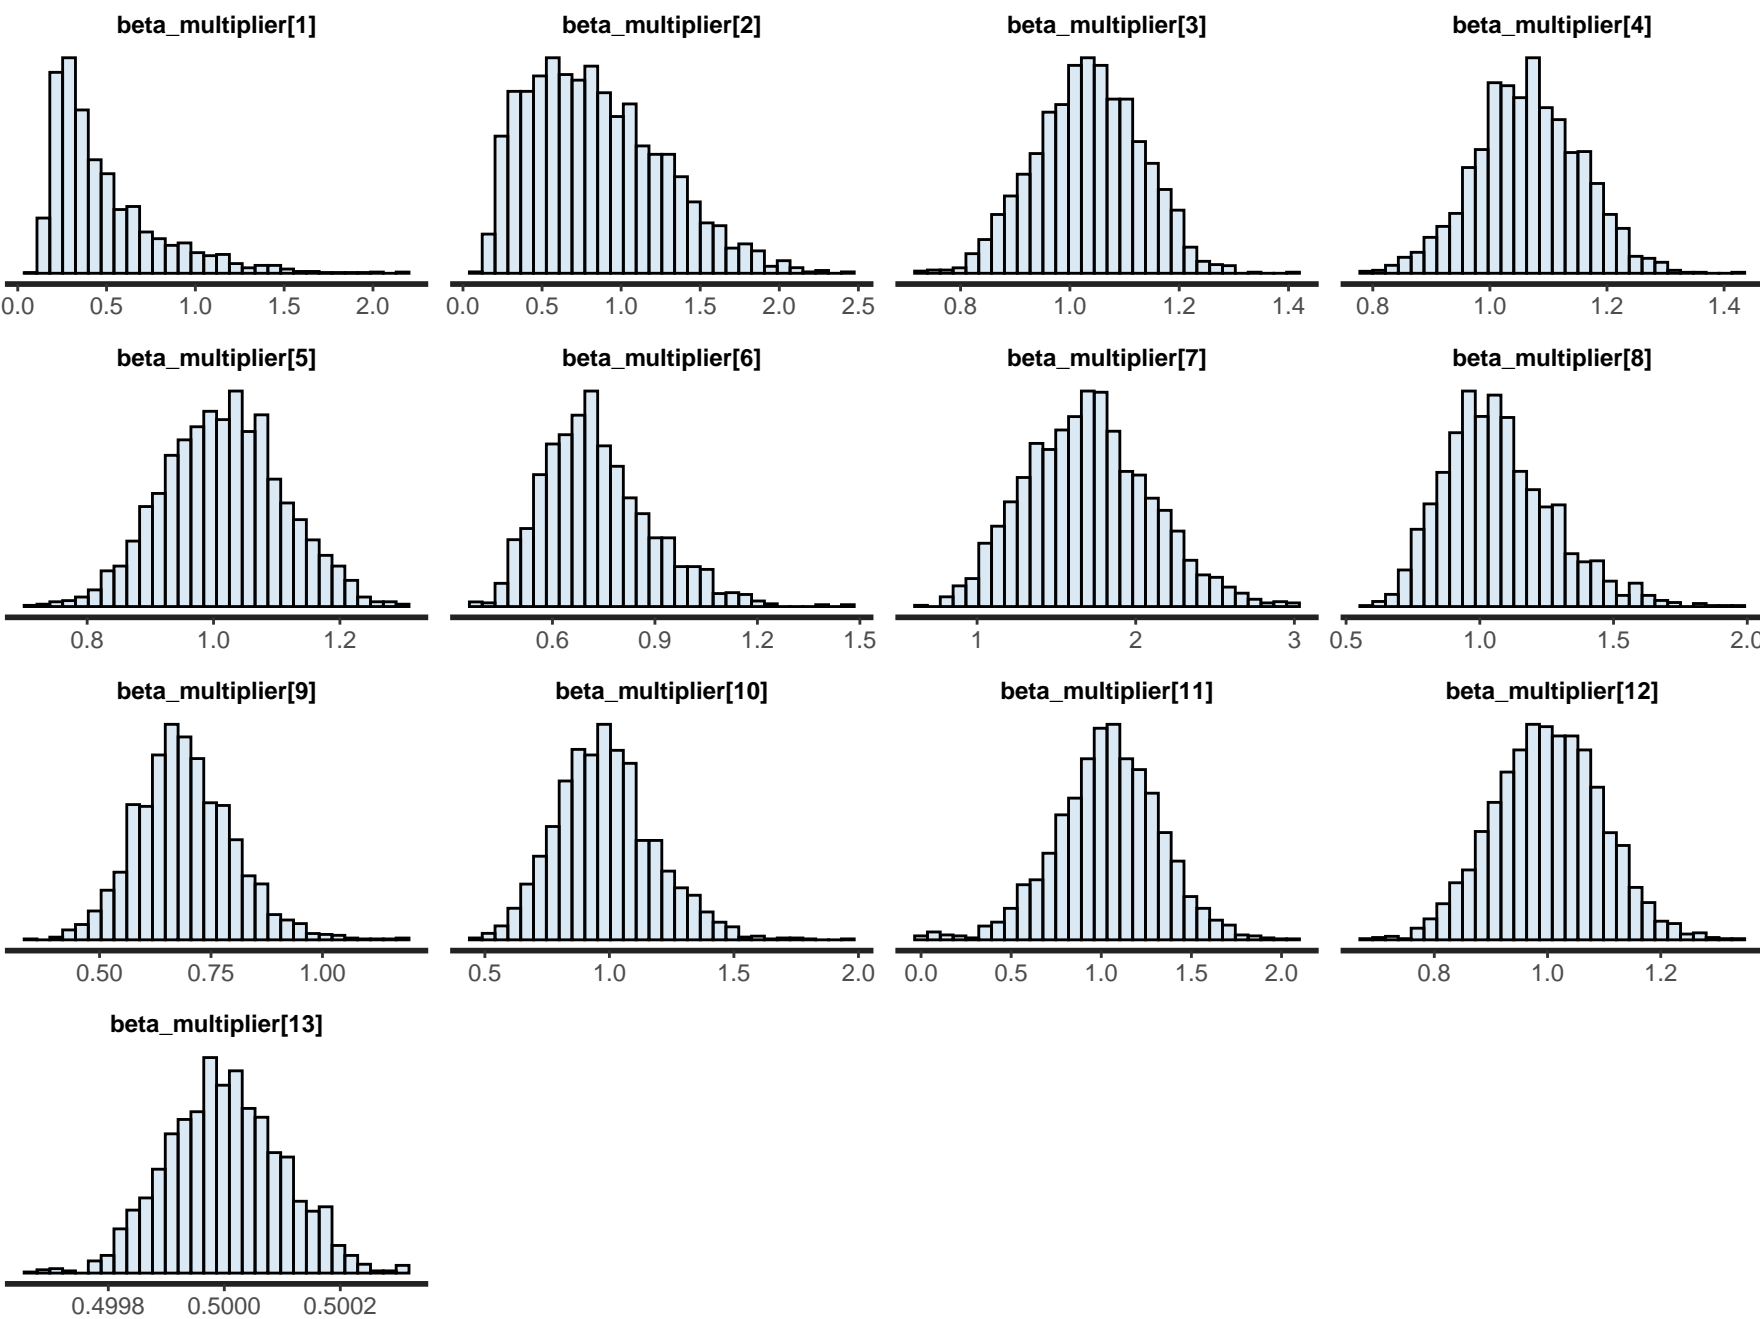 beta_multiplier[1] beta_multiplier[2] beta_multiplier[3] beta_multiplier[4]
0.0 0.5 1.0 1.5 2.0 0.0 0.5 1.0 1.5 2.0 2.5 0.8 1.0 1.2 1.4 0.8 1.0 1.2 1.4
beta_multiplier[5] beta_multiplier[6] beta_multiplier[7] beta_multiplier[8]
0.8 1.0 1.2 0.6 0.9 1.2 1.5 1 2 3 0.5 1.0 1.5 2.0
beta_multiplier[9] beta_multiplier[10] beta_multiplier[11] beta_multiplier[12]
0.50 0.75 1.00 0.5 1.0 1.5 2.0 0.0 0.5 1.0 1.5 2.0 0.8 1.0 1.2
beta_multiplier[13]
0.4998 0.5000 0.5002